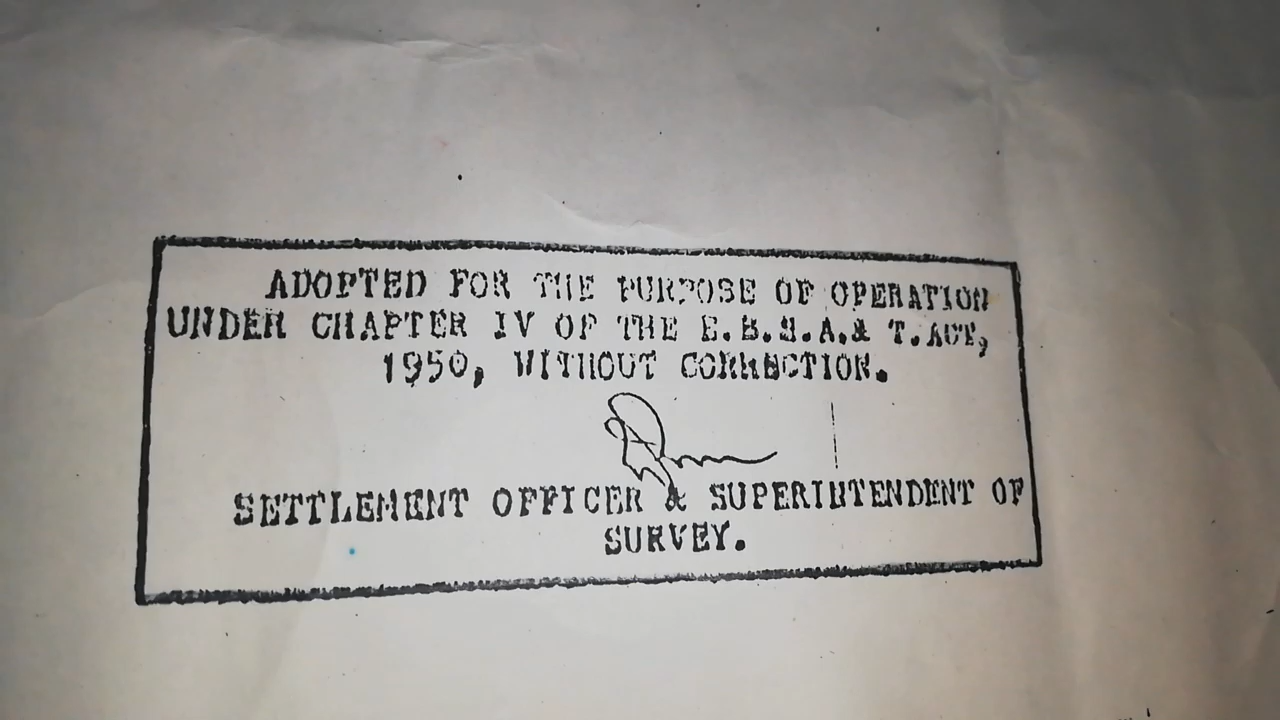 ADOPTED FOR THE PURPOSE OF OPERATION
UNDER CHAPTER IV OF THE E.B.S.A.& T.ACT,
1950, WITHOUT CORRECTION.
SETTLEMENT OFFICER & SUPERINTENDENT OF
SURVEY.